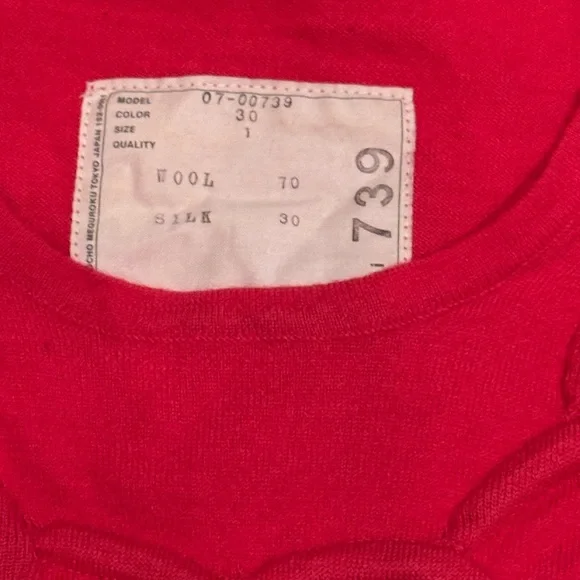 MODEL 07-00739
COLOR 30
SIZE 1
QUALITY
WOOL 70
SILK 30
739
CHO MEGUROKU TOKYO JAPAN